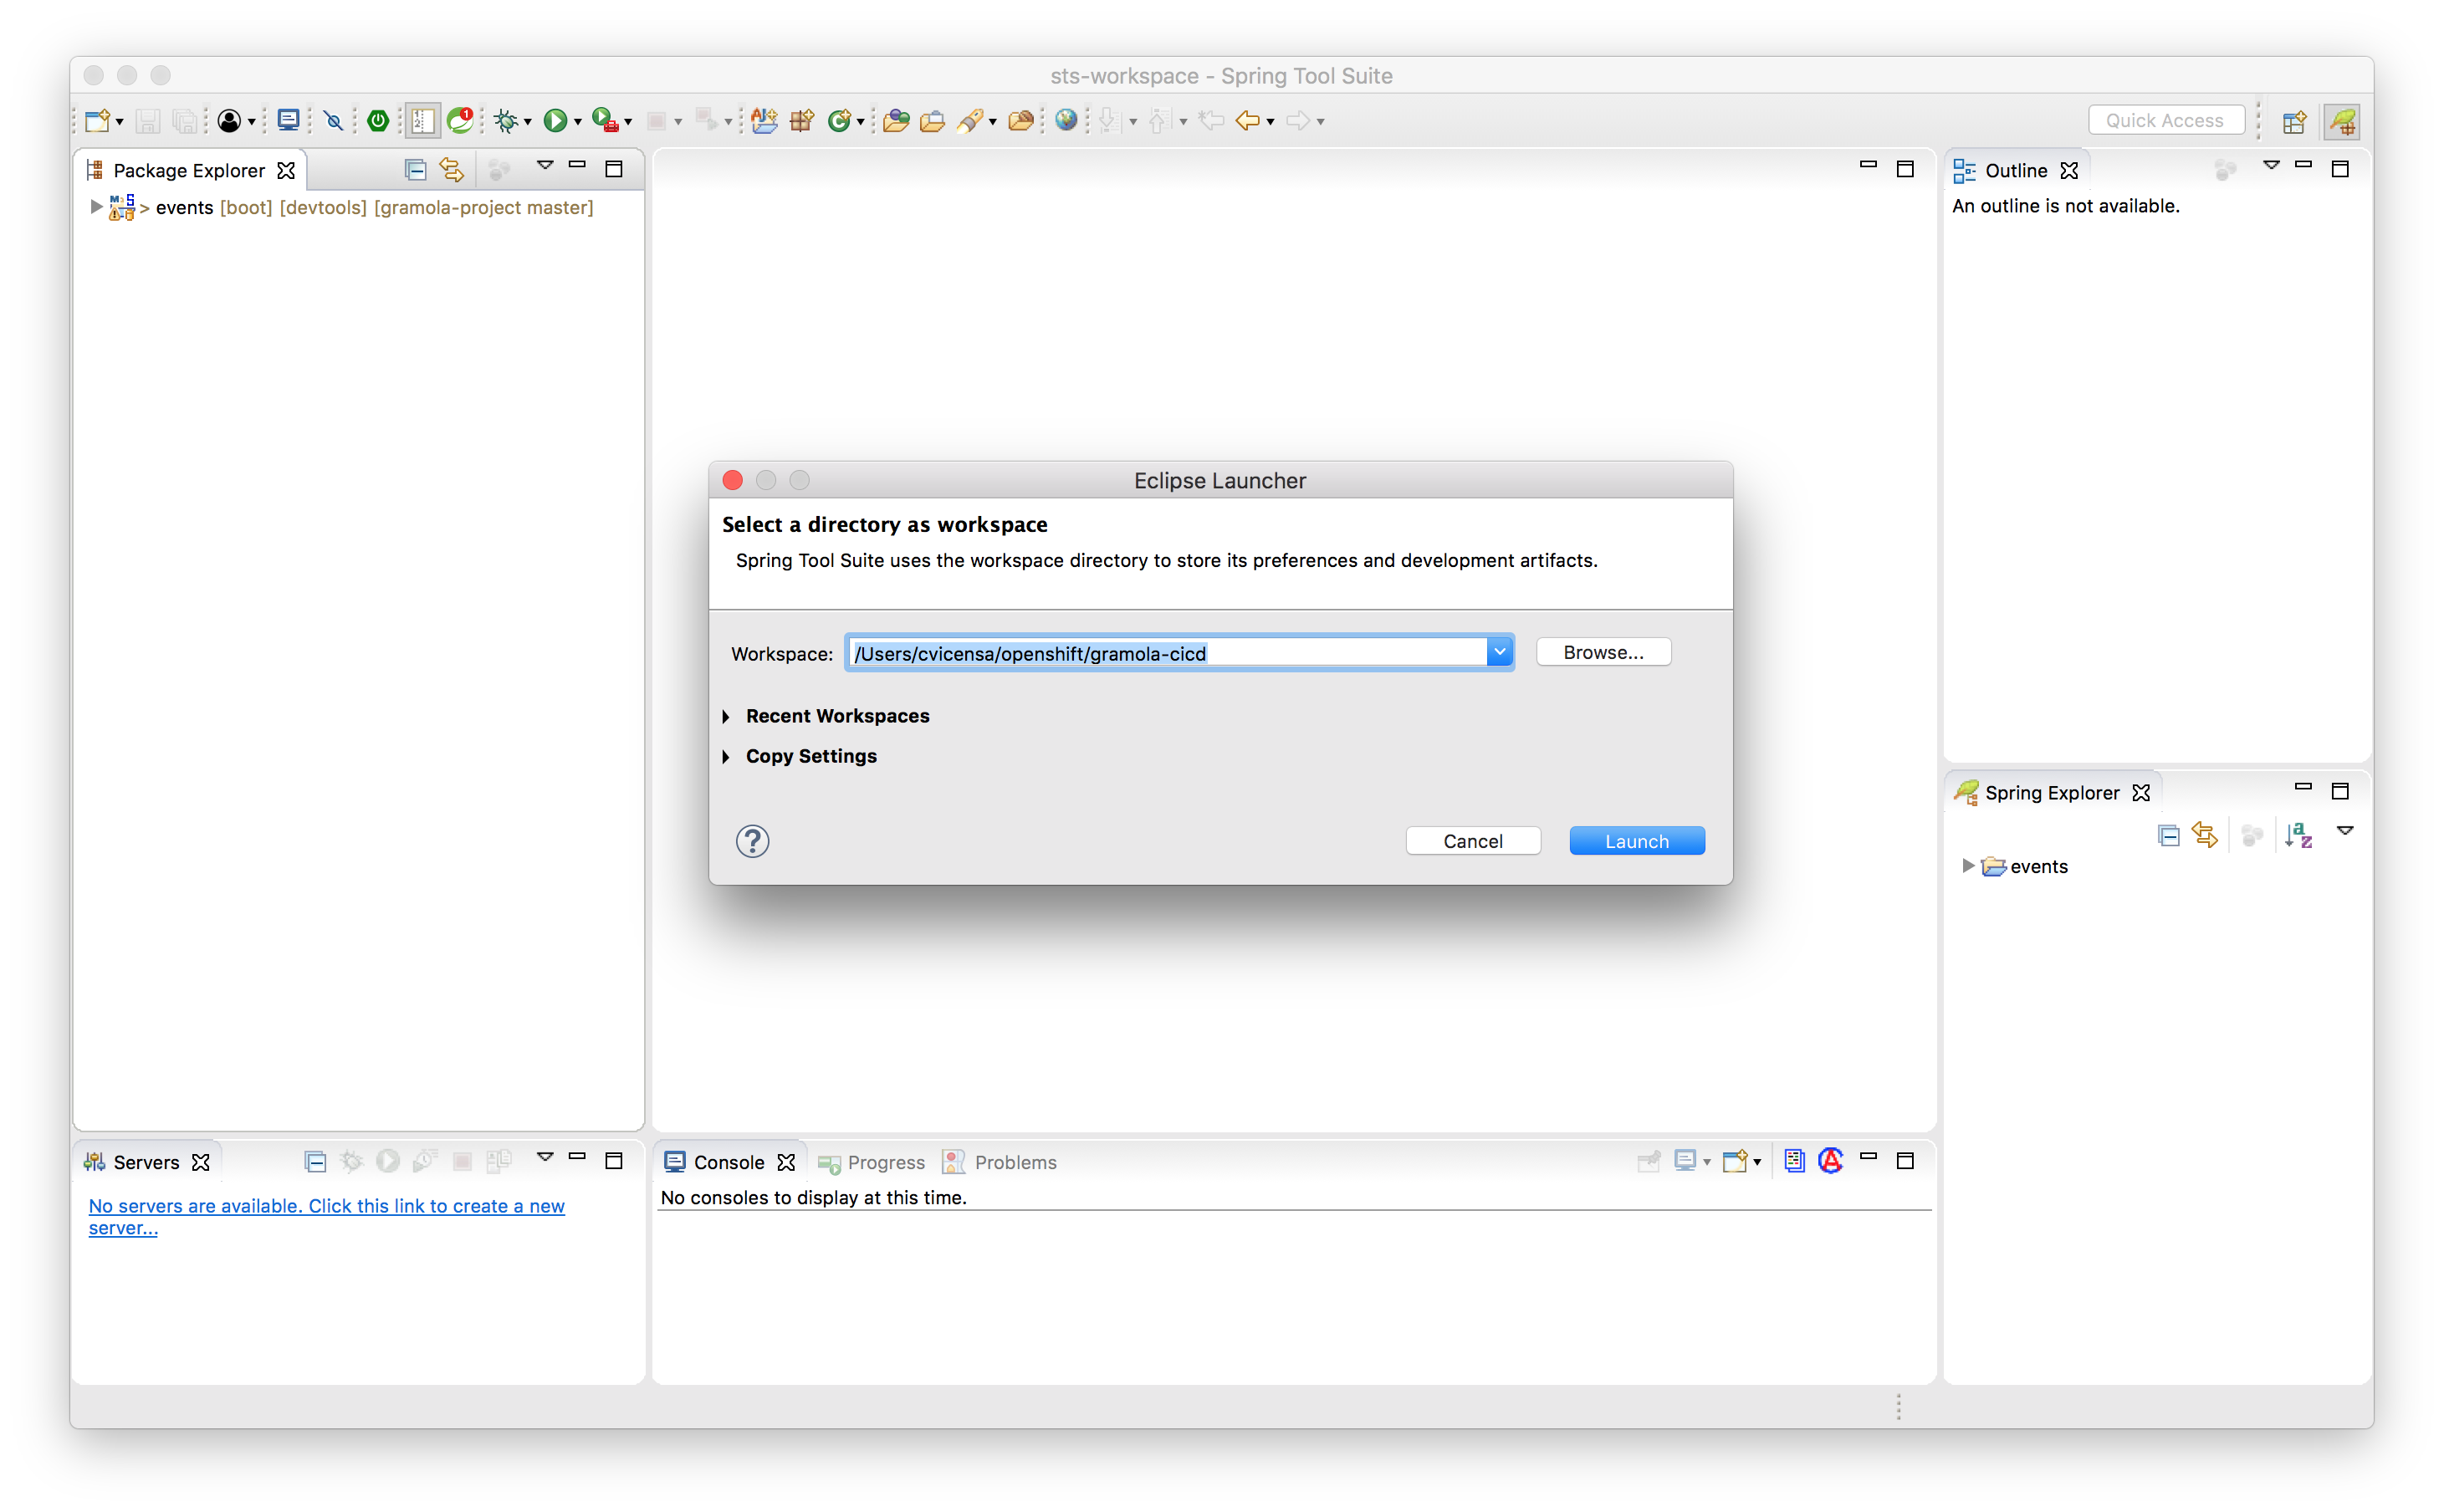 sts-workspace - Spring Tool Suite
Quick Access
Package Explorer
> events [boot] [devtools] [gramola-project master]
Outline
An outline is not available.
Eclipse Launcher
Select a directory as workspace
Spring Tool Suite uses the workspace directory to store its preferences and development artifacts.
Workspace: /Users/cvicensa/openshift/gramola-cicd Browse...
Recent Workspaces
Copy Settings
? Cancel Launch
Spring Explorer
events
Servers
No servers are available. Click this link to create a new
server...
Console Progress Problems
No consoles to display at this time.